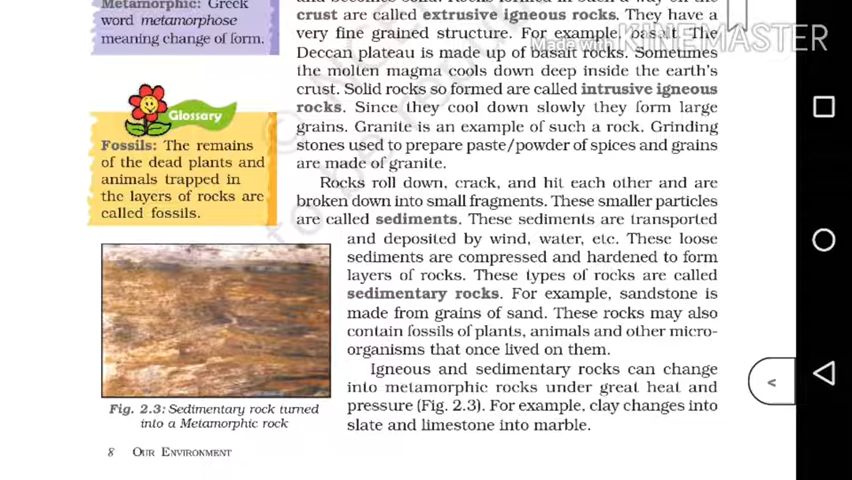 Metamorphic: Greek
word metamorphose
meaning change of form.
Glossary
Fossils: The remains
of the dead plants and
animals trapped in
the layers of rocks are
called fossils.
crust are called extrusive igneous rocks. They have a
very fine grained structure. For example, basalt. The
Deccan plateau is made up of basalt rocks. Sometimes
the molten magma cools down deep inside the earth's
crust. Solid rocks so formed are called intrusive igneous
rocks. Since they cool down slowly they form large
grains. Granite is an example of such a rock. Grinding
stones used to prepare paste/powder of spices and grains
are made of granite.
Rocks roll down, crack, and hit each other and are
broken down into small fragments. These smaller particles
are called sediments. These sediments are transported
and deposited by wind, water, etc. These loose
sediments are compressed and hardened to form
layers of rocks. These types of rocks are called
sedimentary rocks. For example, sandstone is
made from grains of sand. These rocks may also
contain fossils of plants, animals and other micro-
organisms that once lived on them.
Igneous and sedimentary rocks can change
into metamorphic rocks under great heat and
pressure (Fig. 2.3). For example, clay changes into
slate and limestone into marble.
Fig. 2.3: Sedimentary rock turned
into a Metamorphic rock
8 OUR ENVIRONMENT
Made with KINEMASTER
<